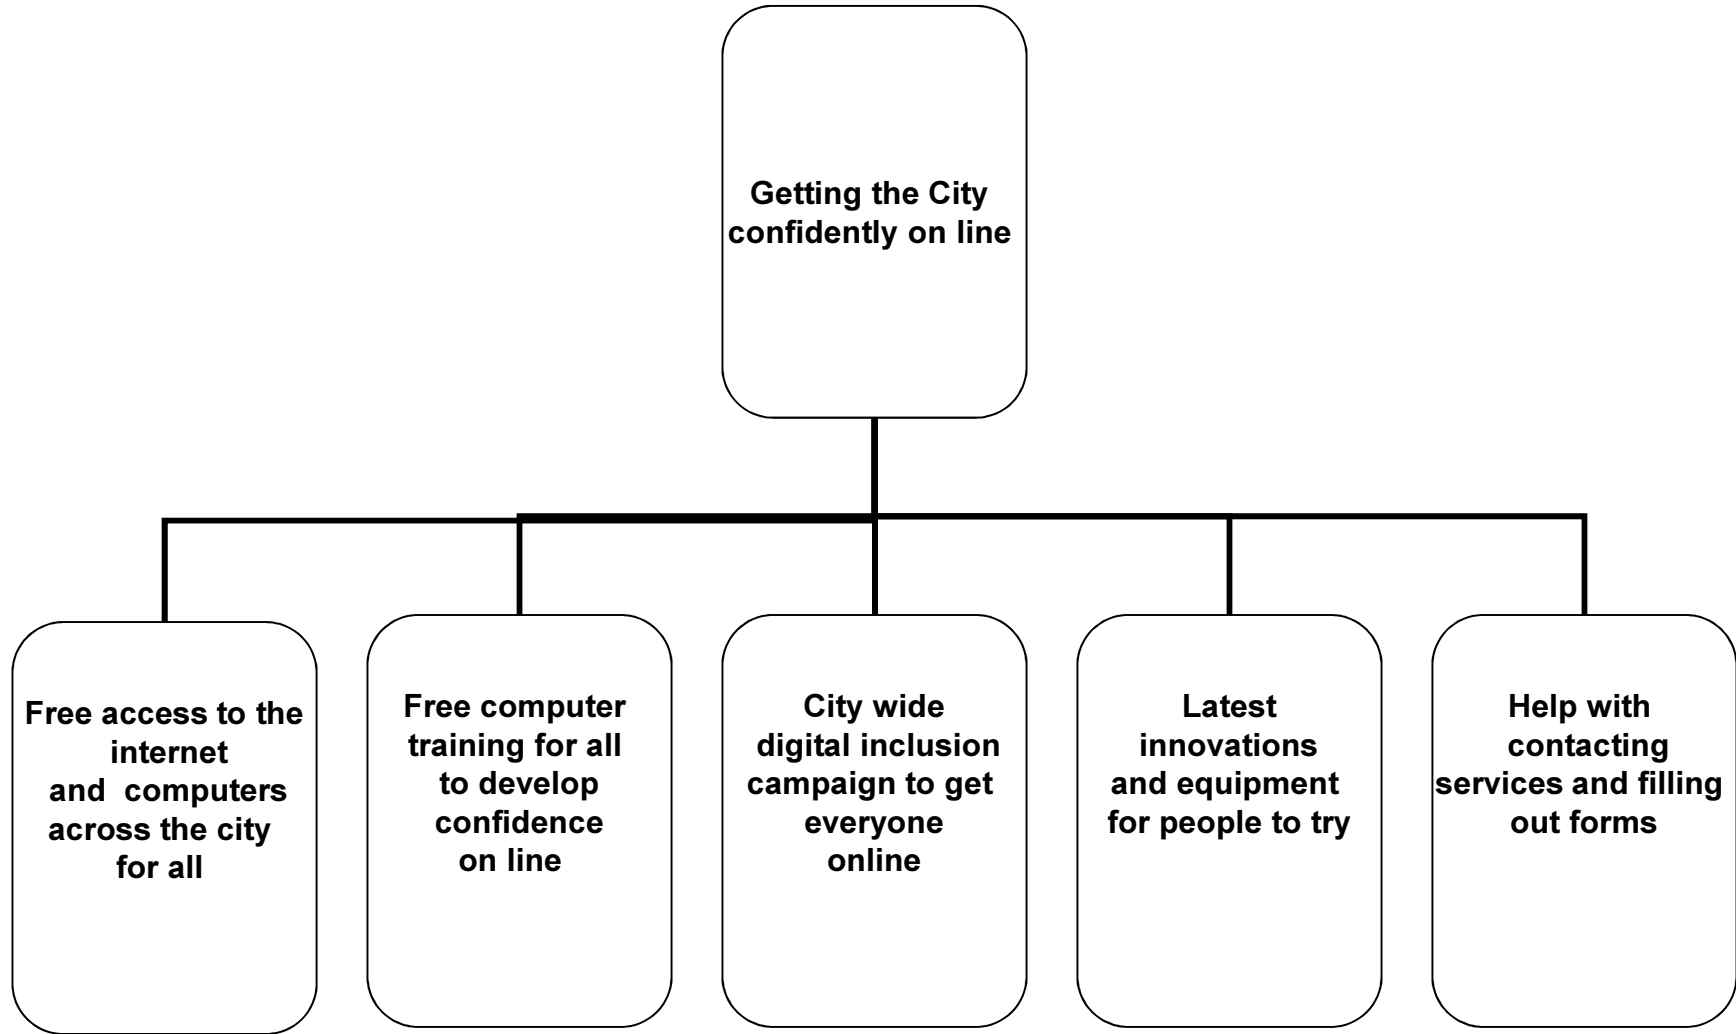 Getting the City
confidently on line
Free access to the
internet
and computers
across the city
for all
Free computer
training for all
to develop
confidence
on line
City wide
digital inclusion
campaign to get
everyone
online
Latest
innovations
and equipment
for people to try
Help with
contacting
services and filling
out forms